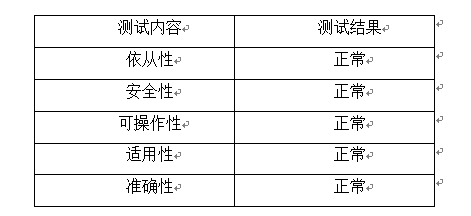 测试内容 测试结果
依从性 正常
安全性 正常
可操作性 正常
适用性 正常
准确性 正常